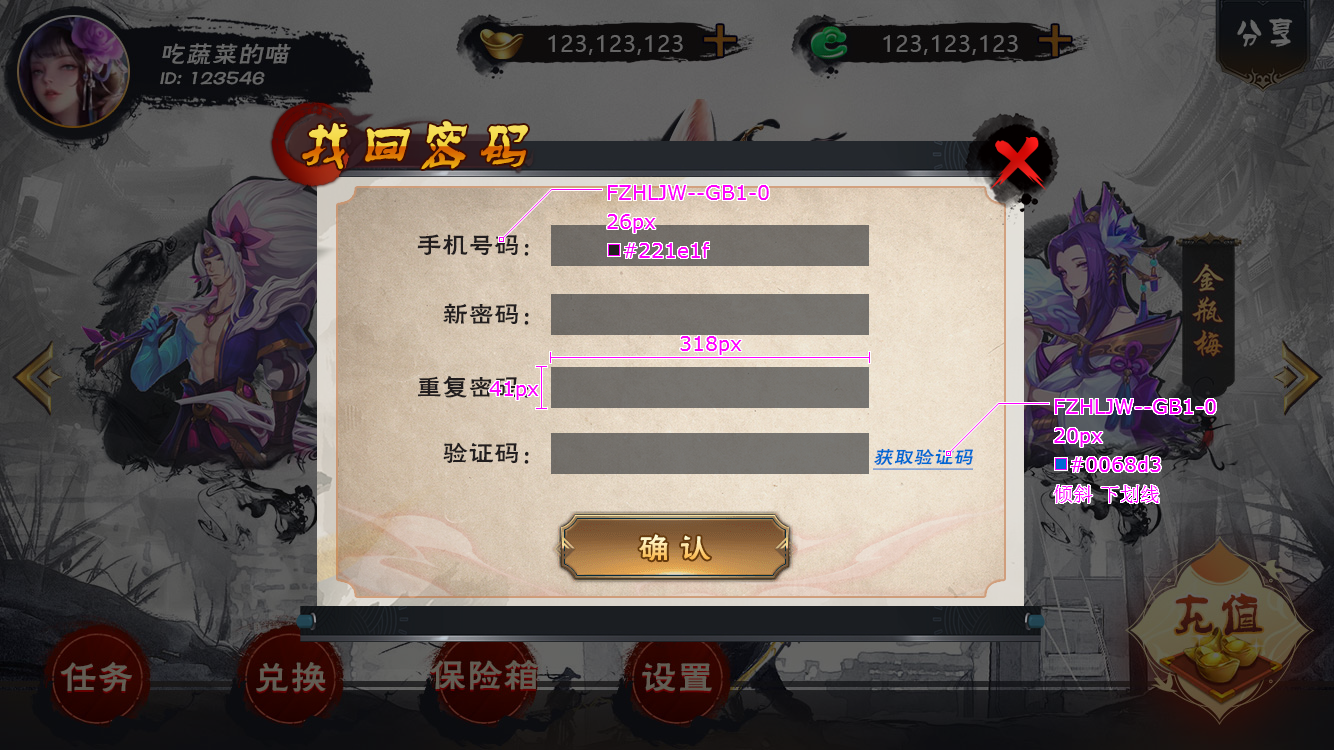 吃蔬菜的喵
ID: 123546
123,123,123
123,123,123
分享
找回密码
FZHLJW--GB1-0
26px
#221e1f
手机号码：
新密码：
318px
重复密码：
41px
验证码：
获取验证码
FZHLJW--GB1-0
20px
#0068d3
倾斜 下划线
金瓶梅
确认
充值
任务
兑换
保险箱
设置